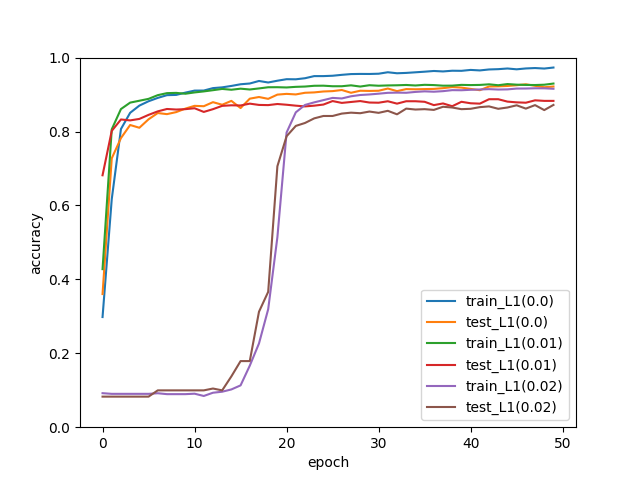 1.0
0.8
0.6
0.4
0.2
0.0
accuracy
0
10
20
30
40
50
epoch
train_L1(0.0)
test_L1(0.0)
train_L1(0.01)
test_L1(0.01)
train_L1(0.02)
test_L1(0.02)